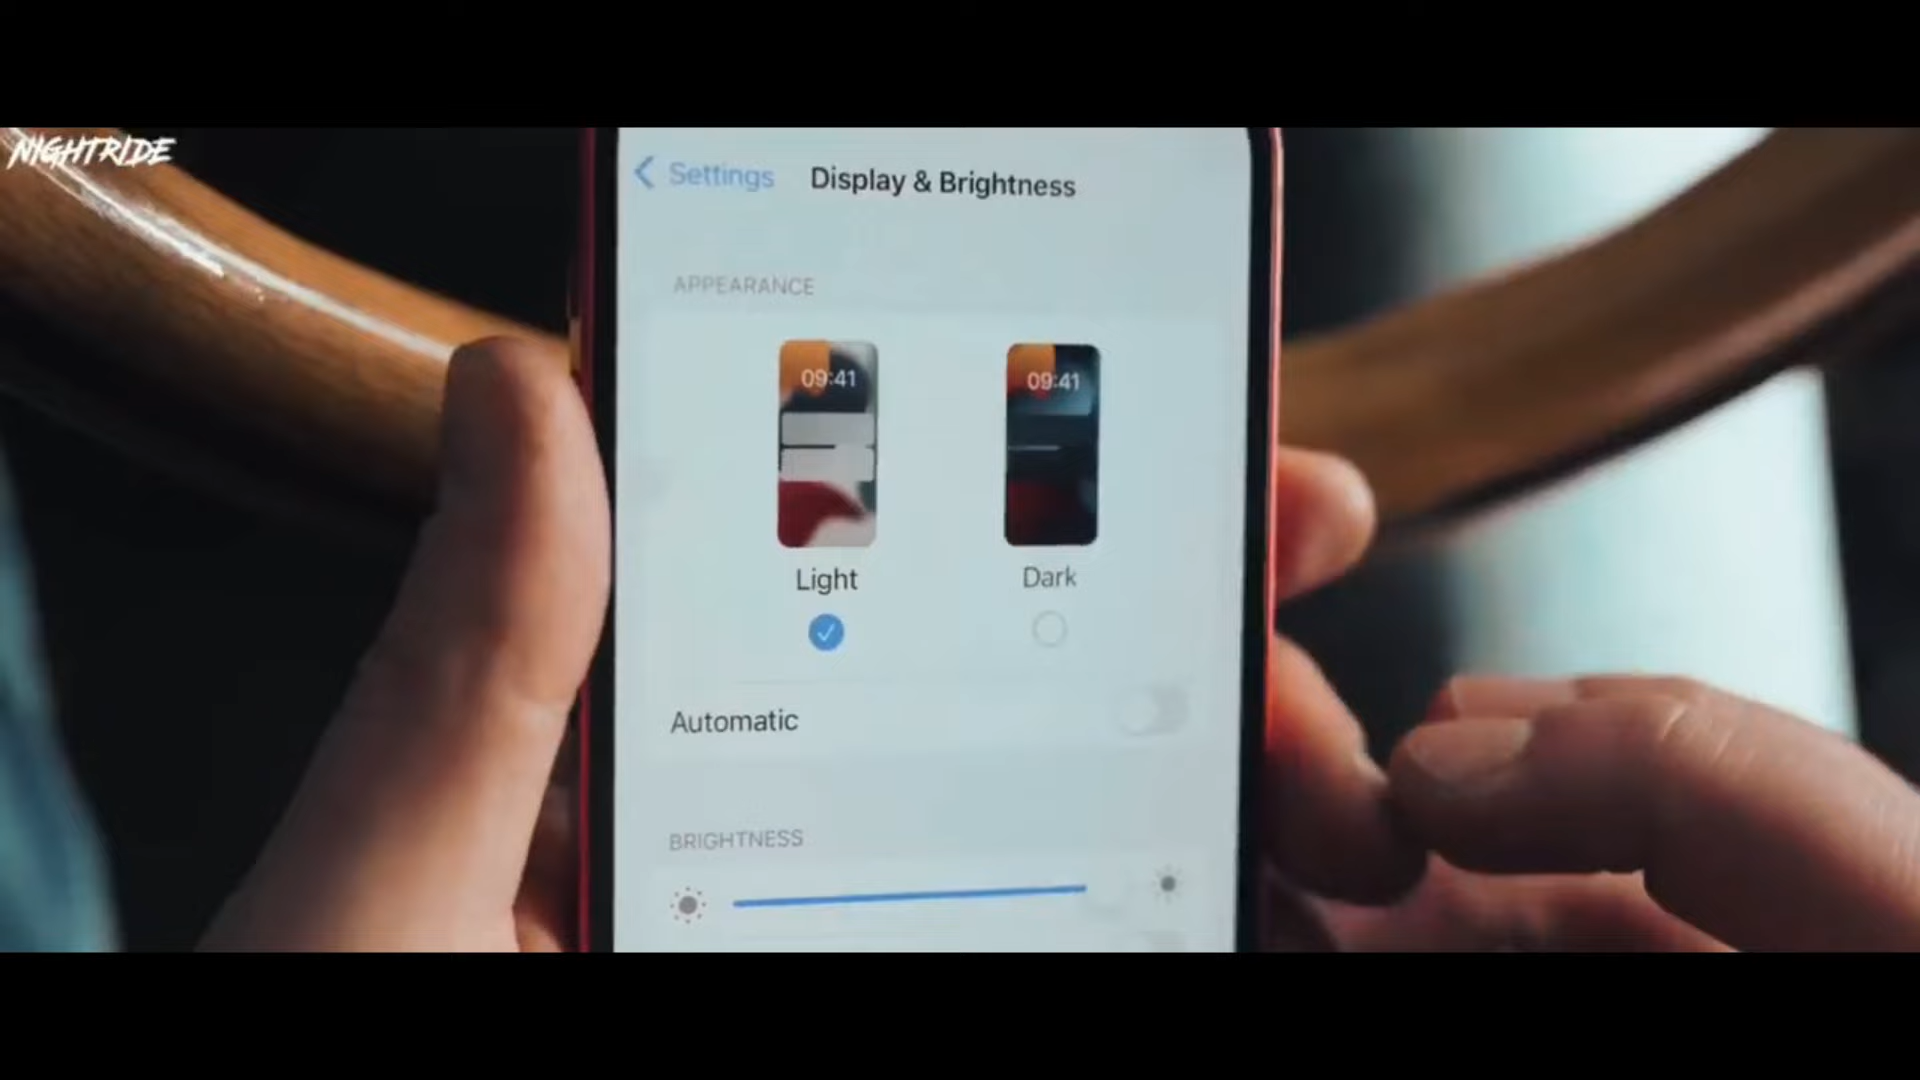 NIGHTRIDE
Settings
Display & Brightness
APPEARANCE
09:41
09:41
Light
Dark
Automatic
BRIGHTNESS